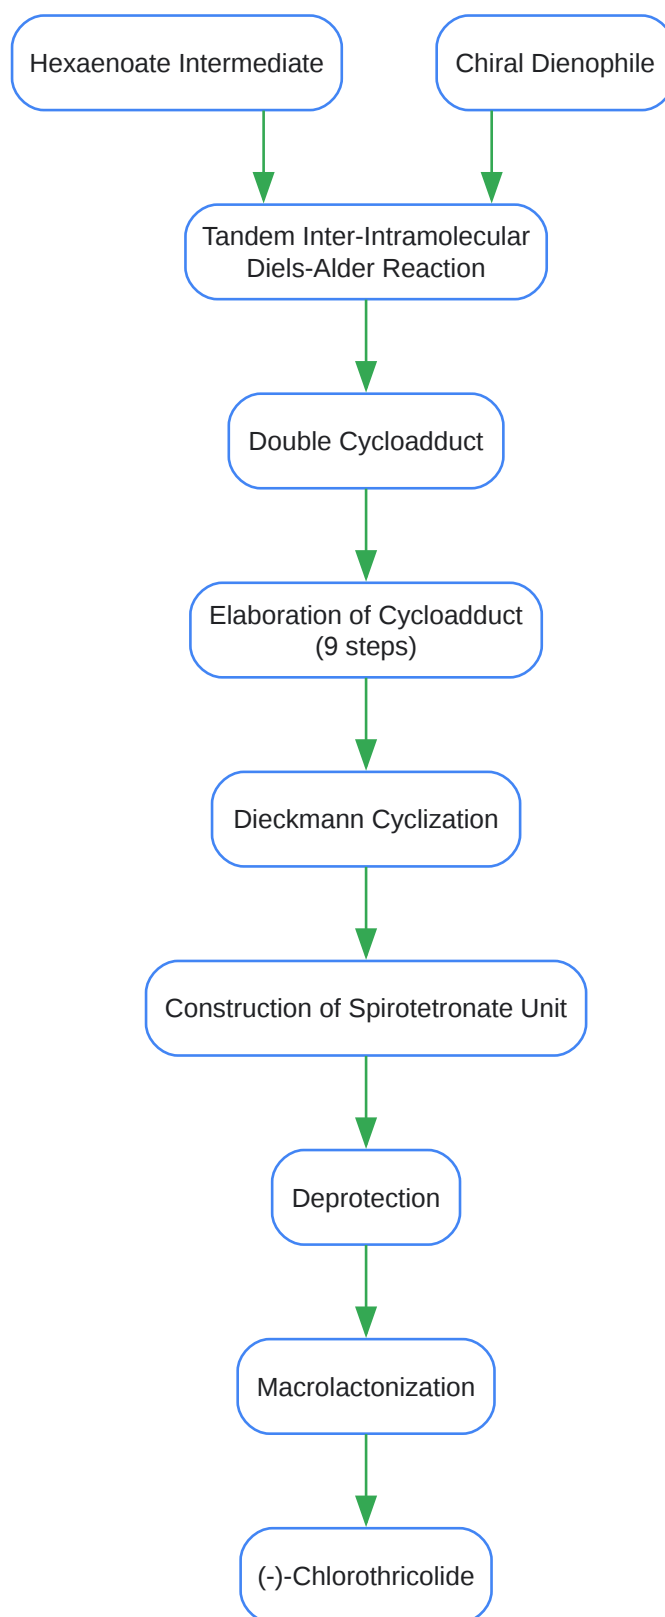 Hexaenoate Intermediate
Chiral Dienophile
Tandem Inter-Intramolecular
Diels-Alder Reaction
Double Cycloadduct
Elaboration of Cycloadduct
(9 steps)
Dieckmann Cyclization
Construction of Spirotetronate Unit
Deprotection
Macrolactonization
(-)-Chlorothricolide